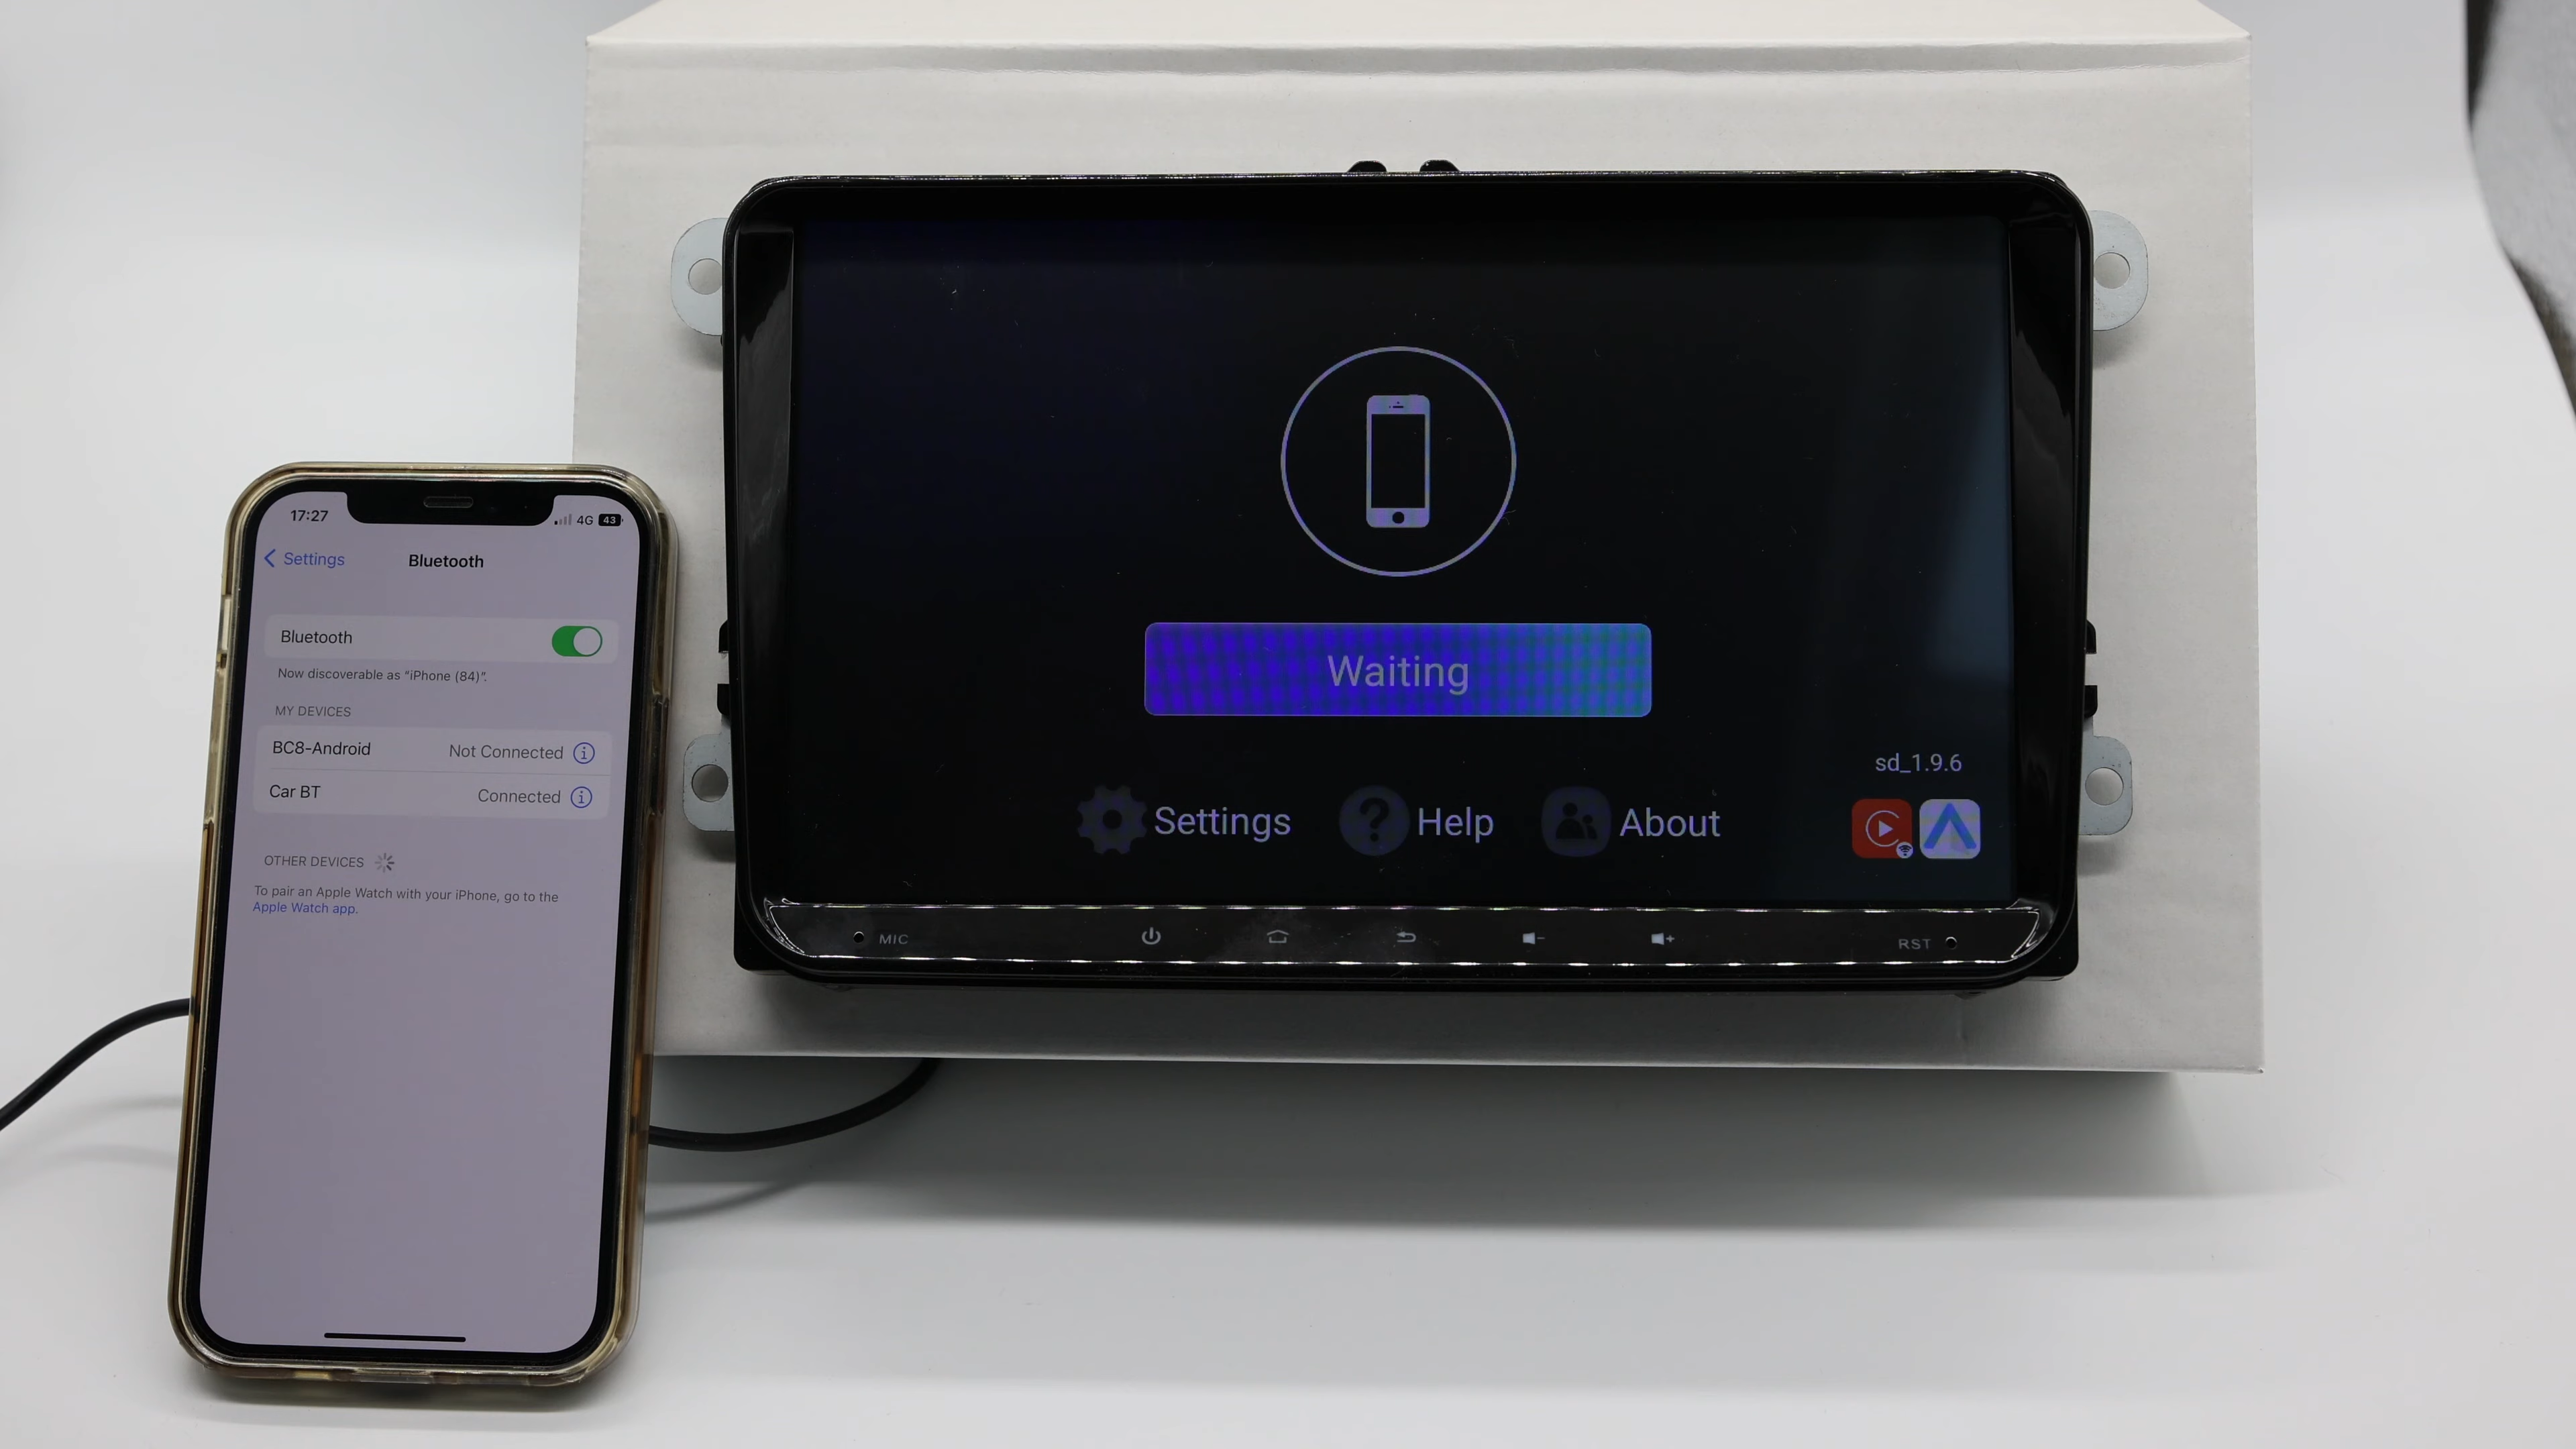 17:27
4G 43
Settings
Bluetooth
Bluetooth
Now discoverable as “iPhone (84)”.
MY DEVICES
BC8-Android Not Connected
Car BT Connected
OTHER DEVICES
To pair an Apple Watch with your iPhone, go to the
Apple Watch app.
Waiting
sd_1.9.6
Settings
Help
About
MIC
RST